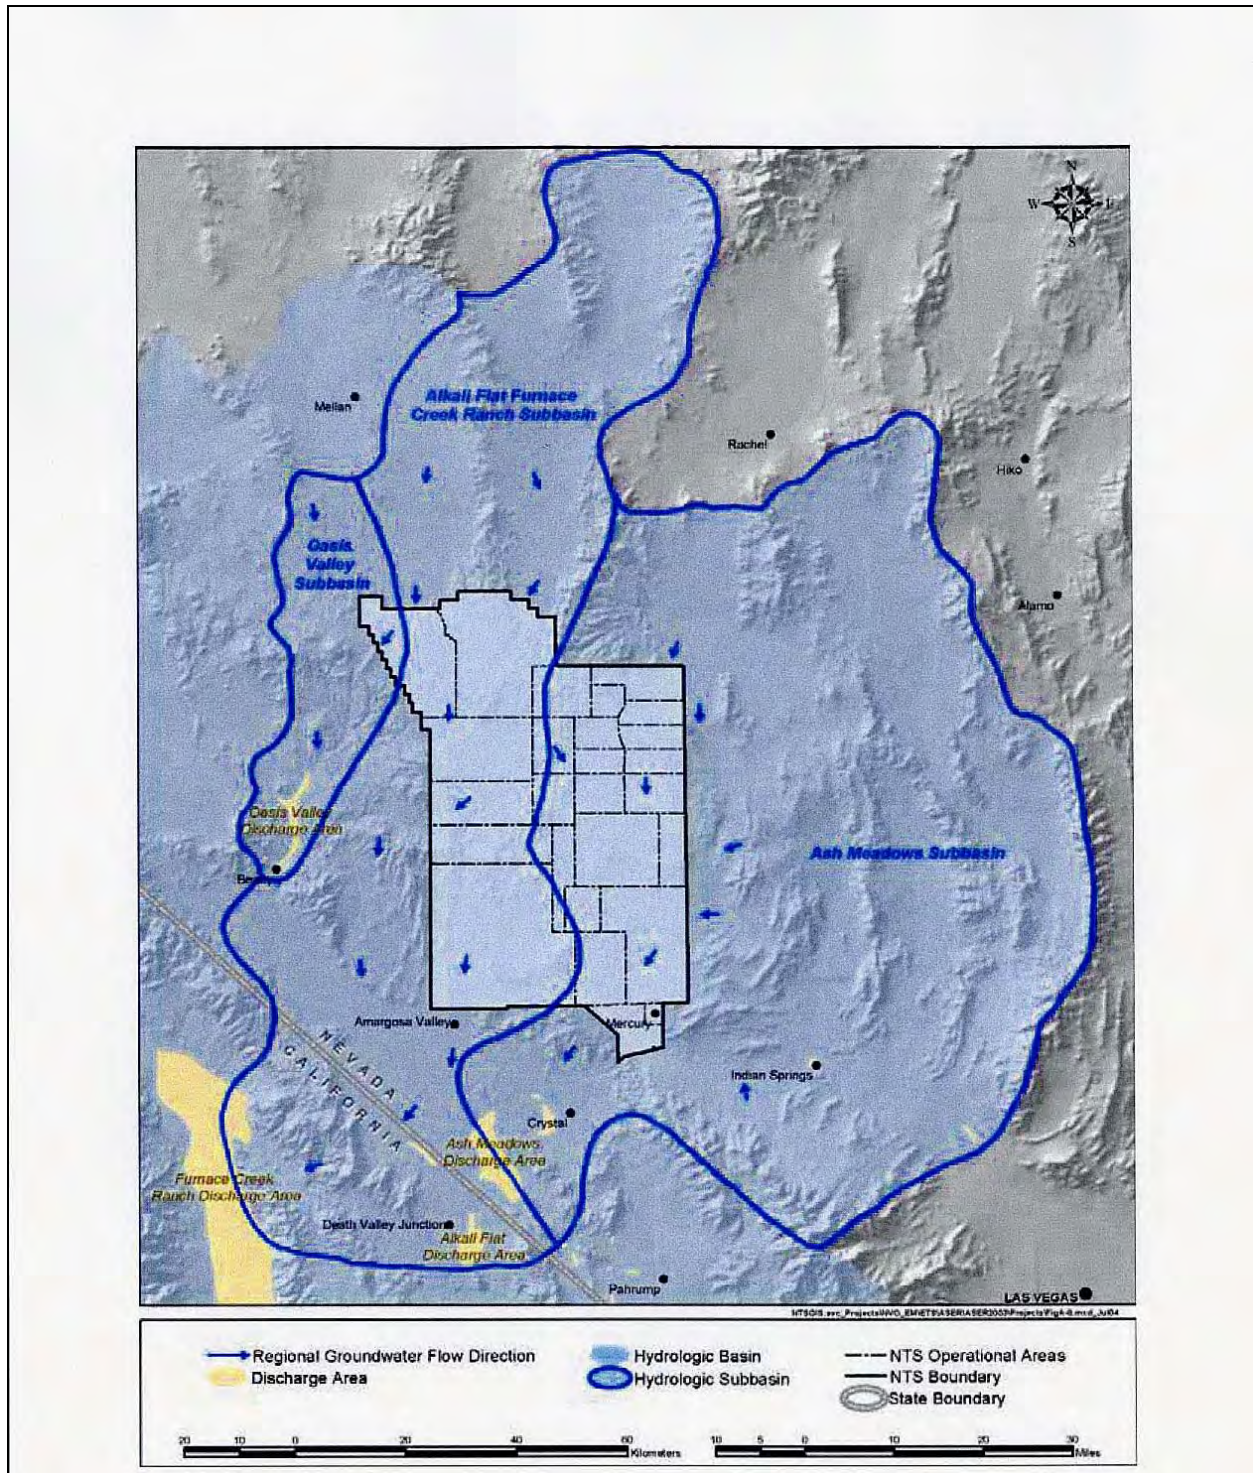 N
W E
S
Mellan
Alkali Flat Furnace
Creek Ranch Subbasin
Rachel
Hiko
Oasis
Valley
Subbasin
Alamo
Oasis Valley
Discharge Area
Ash Meadows Subbasin
Amargosa Valley
Mercury
NEVADA
CALIFORNIA
Indian Springs
Crystal
Ash Meadows
Discharge Area
Furnace Creek
Ranch Discharge Area
Death Valley Junction
Alkali Flat
Discharge Area
Pahrump
LAS VEGAS
Regional Groundwater Flow Direction
Discharge Area
Hydrologic Basin
Hydrologic Subbasin
NTS Operational Areas
NTS Boundary
State Boundary
20 10 0 20 40 60
Kilometers
10 5 0 10 20 30
Miles